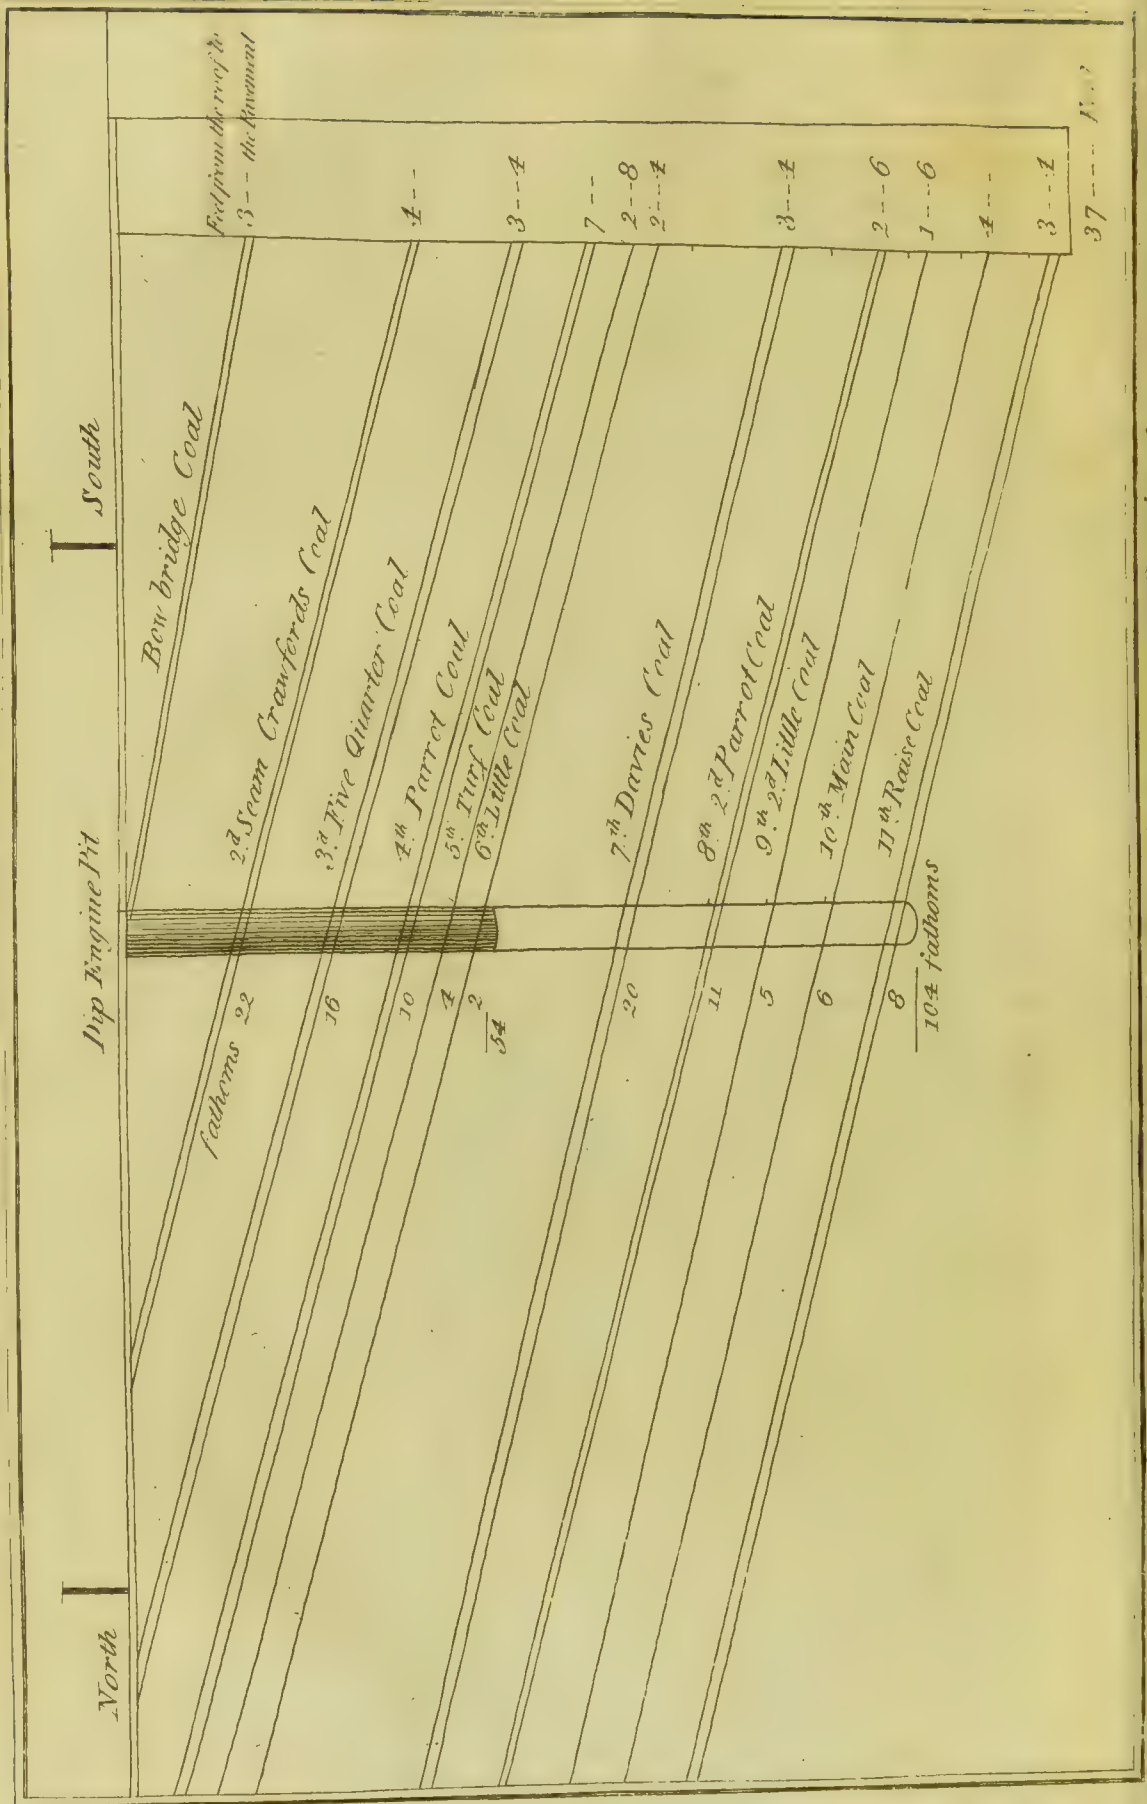 North
Dip Engine Pit
South
Feet from the roof to
3 -- the Pavement
Bow bridge Coal
2.d Seam Crawfords Coal
4 --
3.d Five Quarter Coal
3 -- 4
4th Parrot Coal
7 --
5th Turf Coal
2 -- 8
6th Little Coal
2 -- 4
7th Davies Coal
3 -- 4
8th 2.d Parrot Coal
2 --- 6
9th 2.d Little Coal
1 --- 6
10th Main Coal
4 ---
11th Raise Coal
3 --- 4
37 ---
fathoms 22
16
10
4
2
54
20
11
5
6
8
104 fathoms